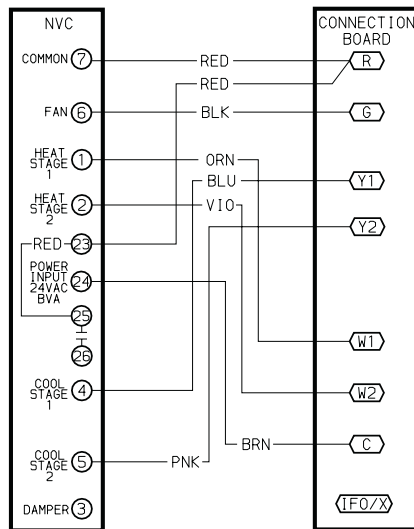 NVC
CONNECTION
BOARD
COMMON 7
RED
R
RED
FAN 6
BLK
G
HEAT
STAGE
1
1
ORN
BLU
Y1
HEAT
STAGE
2
2
VIO
Y2
RED 23
POWER
INPUT
24VAC
BVA
24
25
26
W1
COOL
STAGE
1
4
W2
BRN
C
COOL
STAGE
2
5
PNK
DAMPER 3
IFO/X